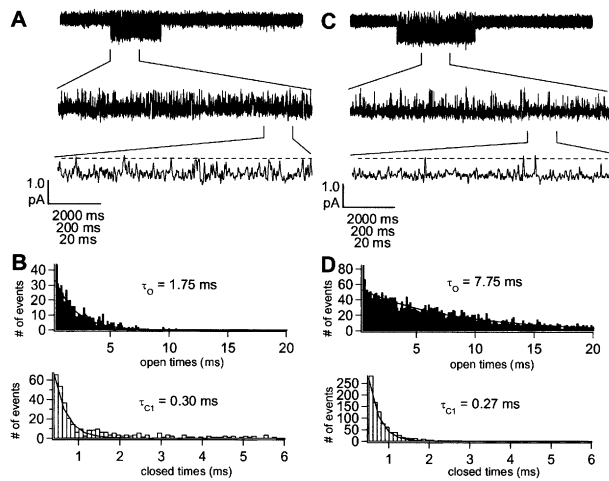 A
C
1.0
pA
2000 ms
200 ms
20 ms
1.0
pA
2000 ms
200 ms
20 ms
B
# of events
40
30
20
10
0
τO = 1.75 ms
5
10
15
20
open times (ms)
# of events
60
40
20
0
τC1 = 0.30 ms
1
2
3
4
5
6
closed times (ms)
D
# of events
80
60
40
20
0
τO = 7.75 ms
5
10
15
20
open times (ms)
# of events
250
200
150
100
50
0
τC1 = 0.27 ms
1
2
3
4
5
6
closed times (ms)